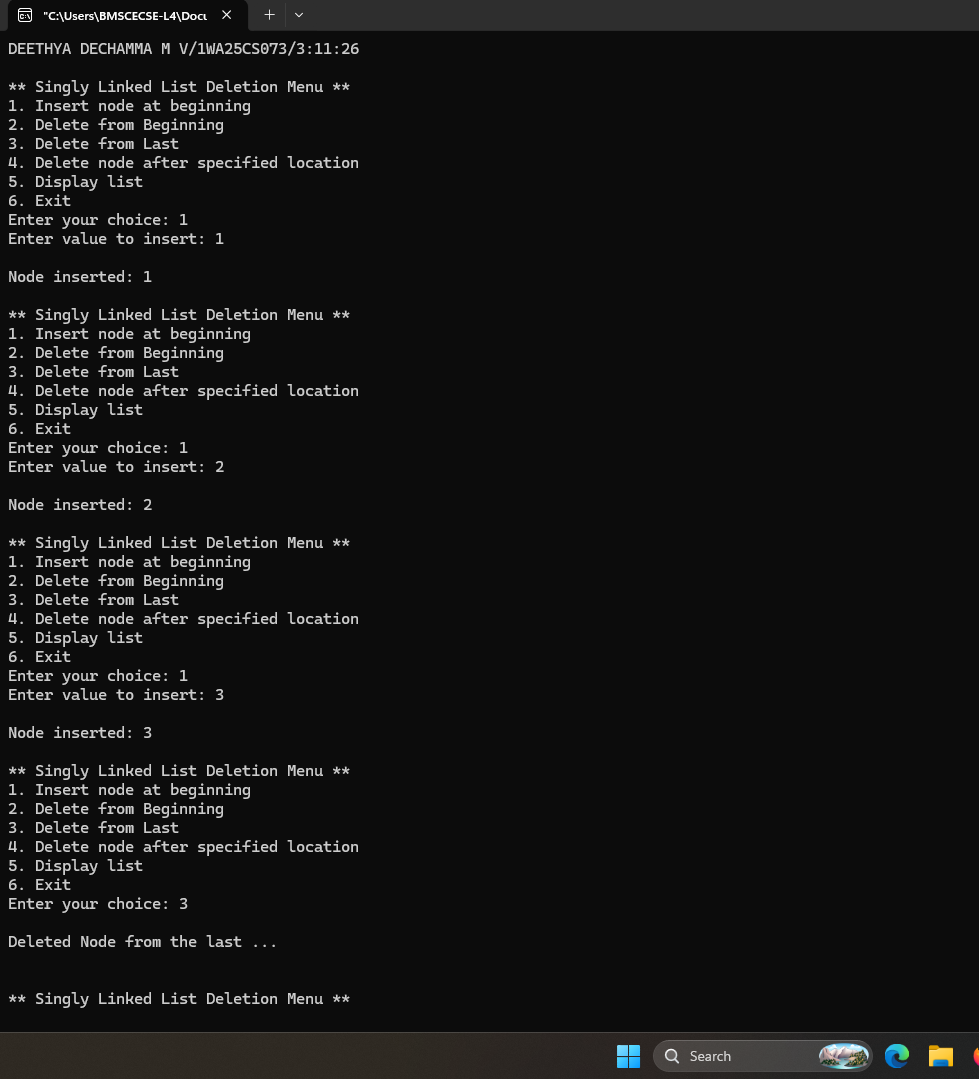 "C:\Users\BMSCECSE-L4\Docu
DEETHYA DECHAMMA M V/1WA25CS073/3:11:26
** Singly Linked List Deletion Menu **
1. Insert node at beginning
2. Delete from Beginning
3. Delete from Last
4. Delete node after specified location
5. Display list
6. Exit
Enter your choice: 1
Enter value to insert: 1
Node inserted: 1
** Singly Linked List Deletion Menu **
1. Insert node at beginning
2. Delete from Beginning
3. Delete from Last
4. Delete node after specified location
5. Display list
6. Exit
Enter your choice: 1
Enter value to insert: 2
Node inserted: 2
** Singly Linked List Deletion Menu **
1. Insert node at beginning
2. Delete from Beginning
3. Delete from Last
4. Delete node after specified location
5. Display list
6. Exit
Enter your choice: 1
Enter value to insert: 3
Node inserted: 3
** Singly Linked List Deletion Menu **
1. Insert node at beginning
2. Delete from Beginning
3. Delete from Last
4. Delete node after specified location
5. Display list
6. Exit
Enter your choice: 3
Deleted Node from the last ...
** Singly Linked List Deletion Menu **
Search